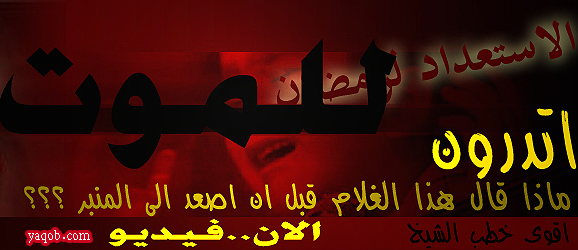 الاستعداد لرمضان
للموت
اتدرون
ماذا قال هذا الغلام قبل ان اصعد الى المنبر ؟؟؟
اقوى خطب الشيخ
الان..فيديو
yaqob.com